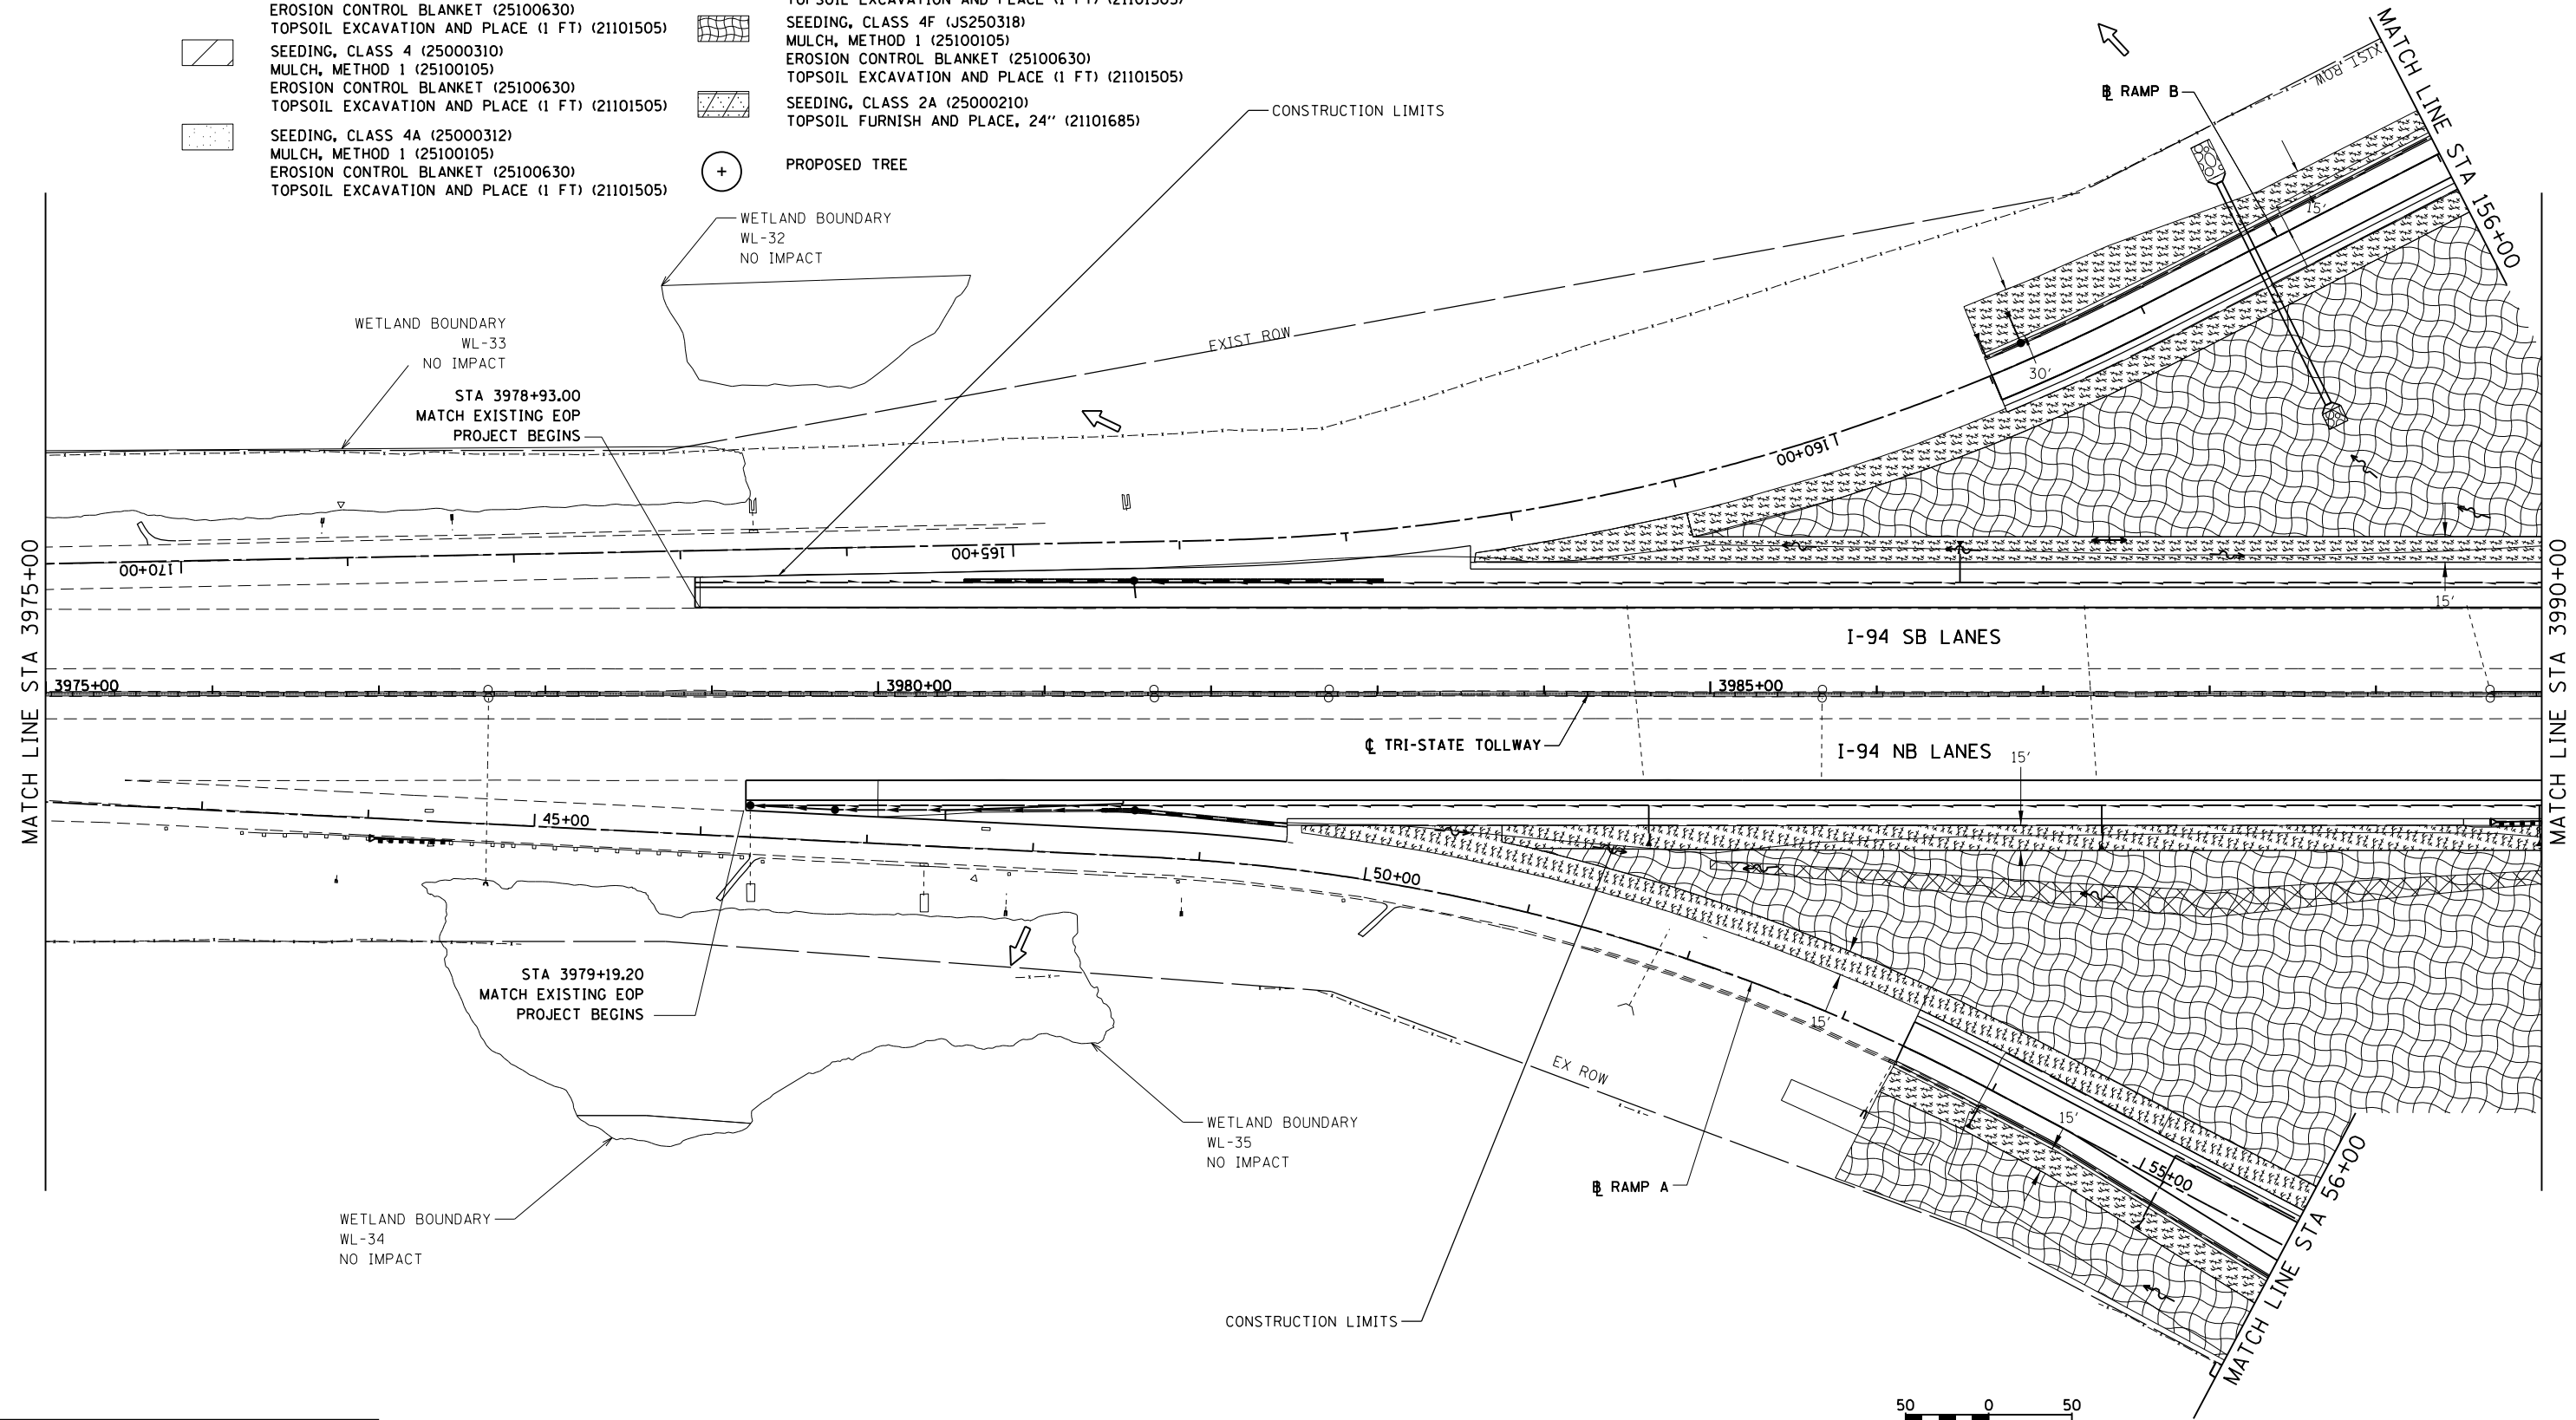 EROSION CONTROL BLANKET (25100630)
TOPSOIL EXCAVATION AND PLACE (1 FT) (21101505)
SEEDING, CLASS 4 (25000310)
MULCH, METHOD 1 (25100105)
EROSION CONTROL BLANKET (25100630)
TOPSOIL EXCAVATION AND PLACE (1 FT) (21101505)
SEEDING, CLASS 4A (25000312)
MULCH, METHOD 1 (25100105)
EROSION CONTROL BLANKET (25100630)
TOPSOIL EXCAVATION AND PLACE (1 FT) (21101505)
TOPSOIL EXCAVATION AND PLACE (1 FT) (21101505)
SEEDING, CLASS 4F (JS250318)
MULCH, METHOD 1 (25100105)
EROSION CONTROL BLANKET (25100630)
TOPSOIL EXCAVATION AND PLACE (1 FT) (21101505)
SEEDING, CLASS 2A (25000210)
TOPSOIL FURNISH AND PLACE, 24'' (21101685)
PROPOSED TREE
CONSTRUCTION LIMITS
WETLAND BOUNDARY
WL-32
NO IMPACT
WETLAND BOUNDARY
WL-33
NO IMPACT
STA 3978+93.00
MATCH EXISTING EOP
PROJECT BEGINS
EXIST ROW
XIST ROW
MATCH LINE STA 156+00
℄ RAMP B
15'
30'
160+00
165+00
170+00
15'
MATCH LINE STA 3975+00
MATCH LINE STA 3990+00
I-94 SB LANES
3975+00
3980+00
3985+00
℄ TRI-STATE TOLLWAY
I-94 NB LANES
15'
45+00
50+00
STA 3979+19.20
MATCH EXISTING EOP
PROJECT BEGINS
15'
EX ROW
15'
55+00
WETLAND BOUNDARY
WL-35
NO IMPACT
℄ RAMP A
WETLAND BOUNDARY
WL-34
NO IMPACT
CONSTRUCTION LIMITS
MATCH LINE STA 56+00
50 0 50